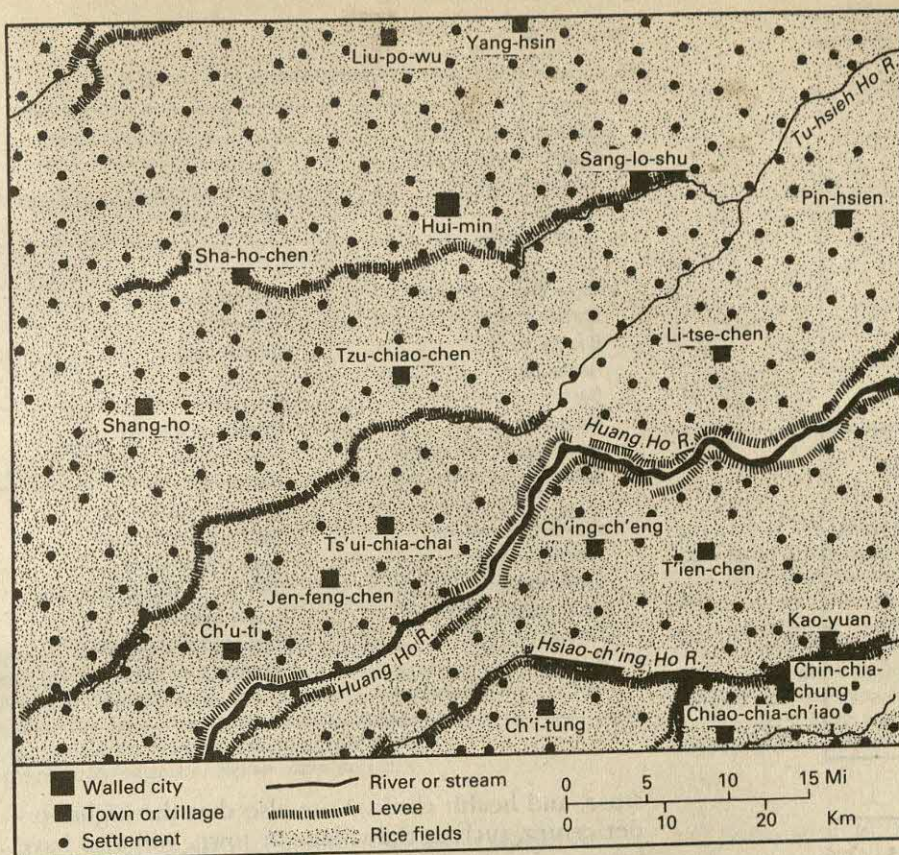 Liu-po-wu
Yang-hsin
Tu-hsieh Ho R.
Sang-lo-shu
Pin-hsien
Hui-min
Sha-ho-chen
Li-tse-chen
Tzu-chiao-chen
Shang-ho
Huang Ho R.
Ch'ing-ch'eng
Ts'ui-chia-chai
T'ien-chen
Jen-feng-chen
Kao-yuan
Ch'u-ti
Huang Ho R.
Hsiao-ch'ing Ho R.
Chin-chia-
chung
Ch'i-tung
Chiao-chia-ch'iao
Walled city
Town or village
Settlement
River or stream
Levee
Rice fields
0 5 10 15 Mi
0 10 20 Km